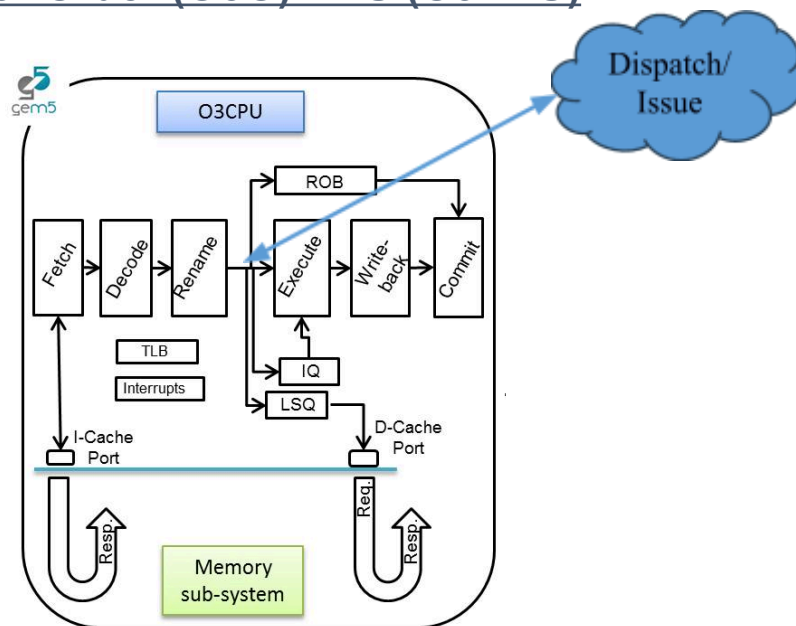 Dispatch/
Issue
gem5
O3CPU
ROB
Fetch
Decode
Rename
Execute
Write-
back
Commit
TLB
IQ
Interrupts
LSQ
I-Cache
Port
D-Cache
Port
Resp.
Req.
Resp.
Memory
sub-system